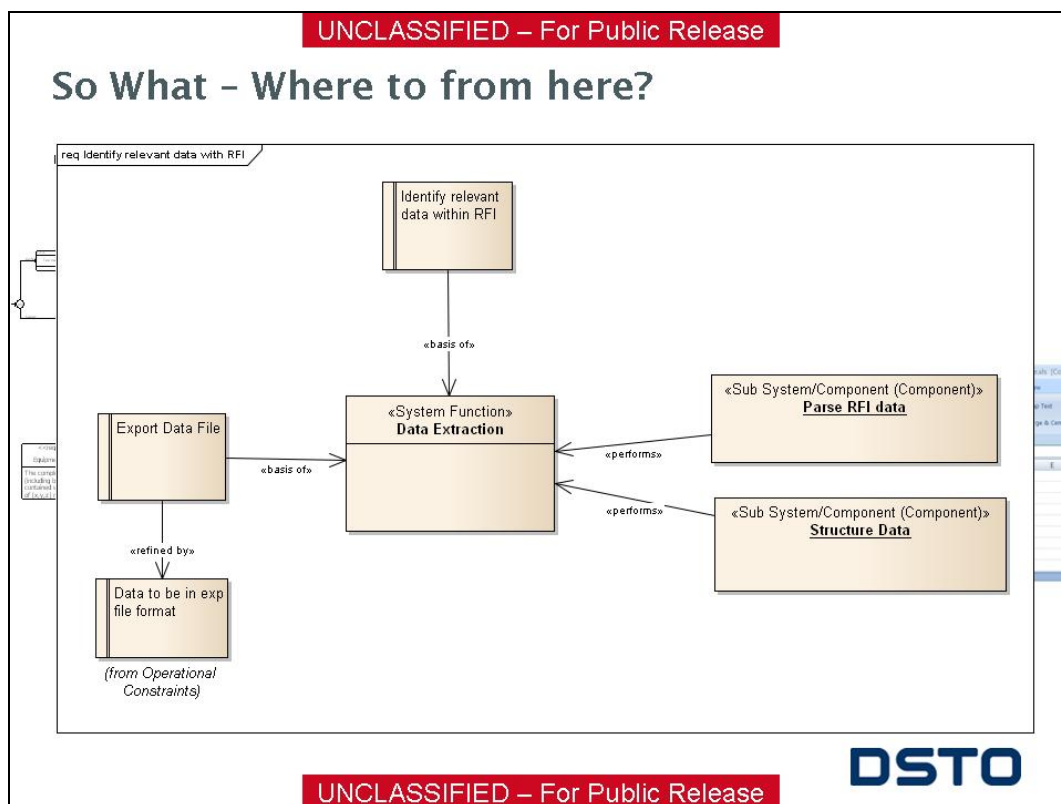 UNCLASSIFIED – For Public Release
So What – Where to from here?
req Identify relevant data with RFI
Identify relevant
data within RFI
«basis of»
«System Function»
Data Extraction
Export Data File
«basis of»
«refined by»
Data to be in exp
file format
(from Operational
Constraints)
«Sub System/Component (Component)»
Parse RFI data
«performs»
«Sub System/Component (Component)»
Structure Data
«performs»
E
DSTO
UNCLASSIFIED – For Public Release